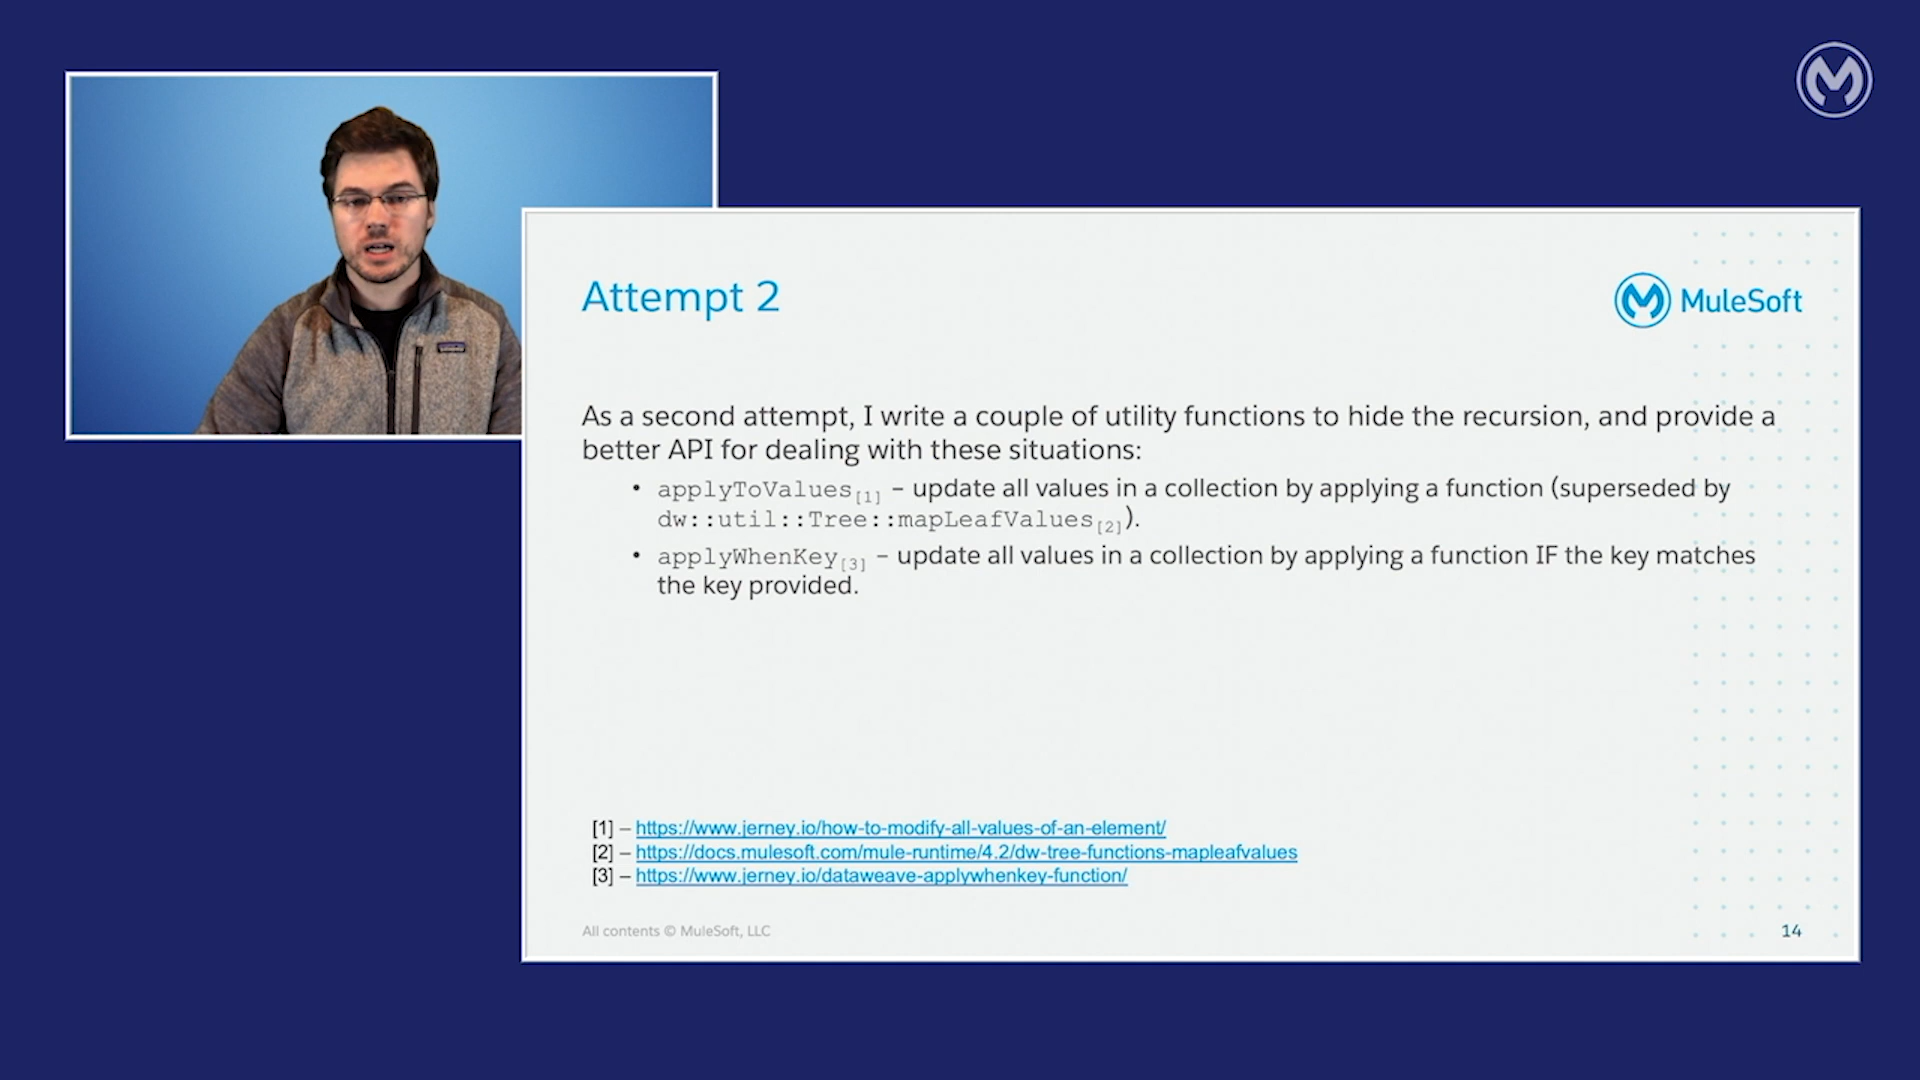 Attempt 2
MuleSoft
As a second attempt, I write a couple of utility functions to hide the recursion, and provide a
better API for dealing with these situations:
• applyToValues[1] – update all values in a collection by applying a function (superseded by
dw::util::Tree::mapLeafValues[2]).
• applyWhenKey[3] – update all values in a collection by applying a function IF the key matches
the key provided.
[1] – https://www.jerney.io/how-to-modify-all-values-of-an-element/
[2] – https://docs.mulesoft.com/mule-runtime/4.2/dw-tree-functions-mapleafvalues
[3] – https://www.jerney.io/dataweave-applywhenkey-function/
All contents © MuleSoft, LLC
14